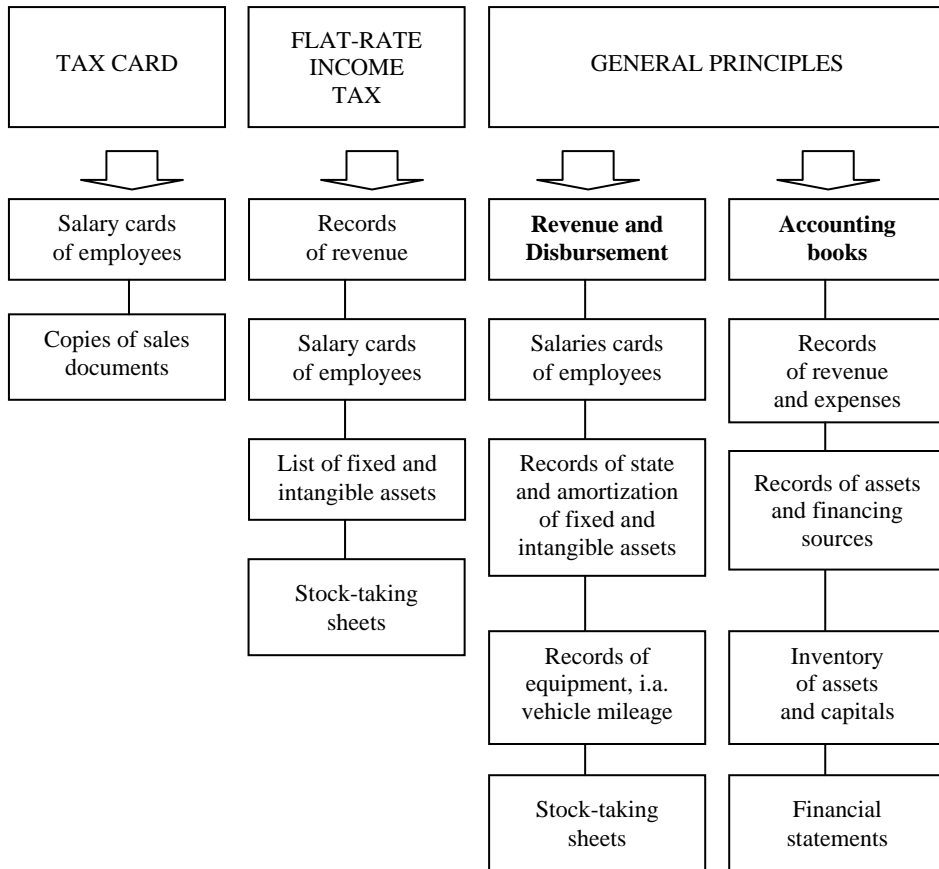 TAX CARD
FLAT-RATE
INCOME
TAX
GENERAL PRINCIPLES
Salary cards
of employees
Copies of sales
documents
Records
of revenue
Salary cards
of employees
List of fixed and
intangible assets
Stock-taking
sheets
Revenue and
Disbursement
Salaries cards
of employees
Records of state
and amortization
of fixed and
intangible assets
Records of
equipment, i.a.
vehicle mileage
Stock-taking
sheets
Accounting
books
Records
of revenue
and expenses
Records of assets
and financing
sources
Inventory
of assets
and capitals
Financial
statements